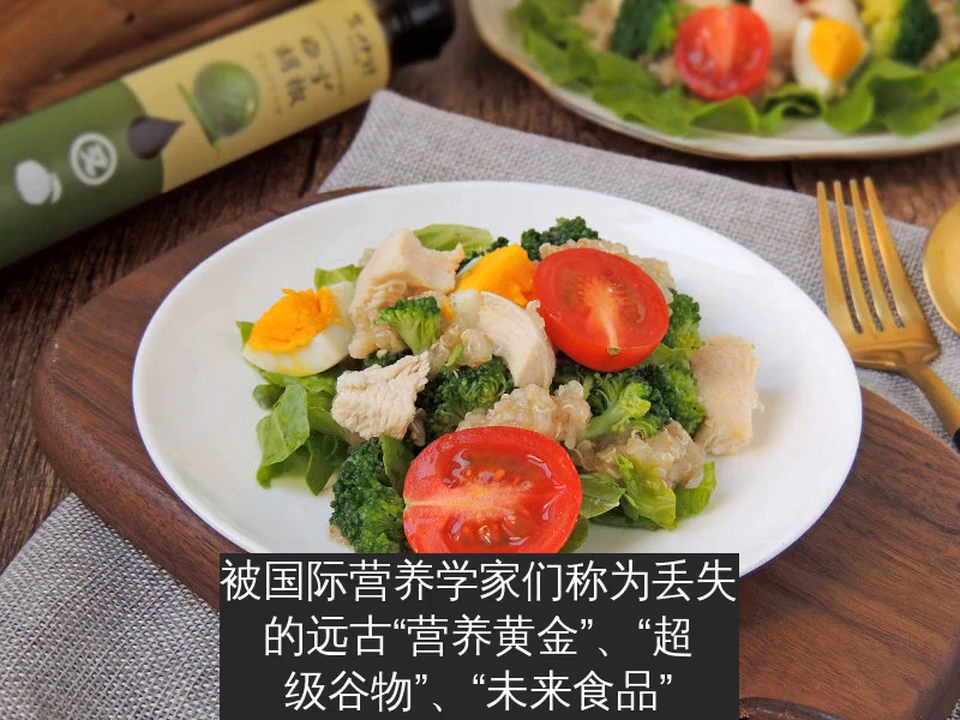 被国际营养学家们称为丢失
的远古“营养黄金”、“超
级谷物”、“未来食品”